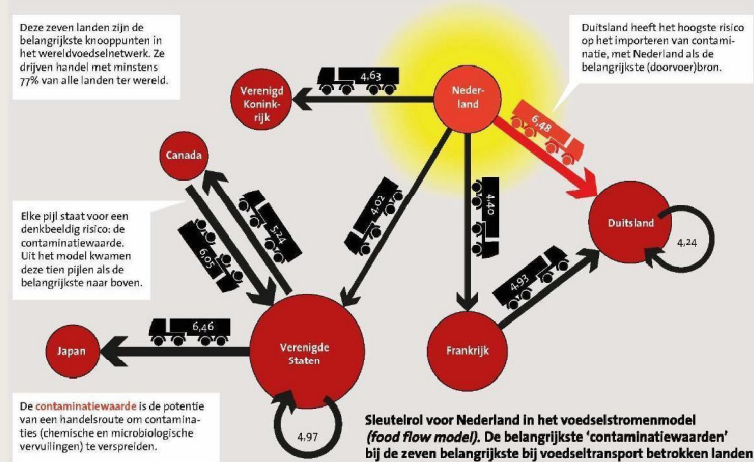 Deze zeven landen zijn de
belangrijkste knooppunten in
het wereldvoedselnetwerk. Ze
drijven handel met minstens
77% van alle landen ter wereld.
Duitsland heeft het hoogste risico
op het importeren van contami-
natie, met Nederland als de
belangrijkste (doorvoer)bron.
Verenigd
Konink-
rijk
4,63
Neder-
land
6,48
Canada
5,24
6,05
4,02
4,40
Duitsland
4,24
Elke pijl staat voor een
denkbeeldig risico: de
contaminatiewaarde.
Uit het model kwamen
deze tien pijlen als de
belangrijkste naar boven.
4,93
Japan
6,46
Verenigde
Staten
Frankrijk
4,97
De contaminatiewaarde is de potentie
van een handelsroute om contamina-
ties (chemische en microbiologische
vervuilingen) te verspreiden.
Sleutelrol voor Nederland in het voedselstromenmodel
(food flow model). De belangrijkste ‘contaminatiewaarden’
bij de zeven belangrijkste bij voedseltransport betrokken landen